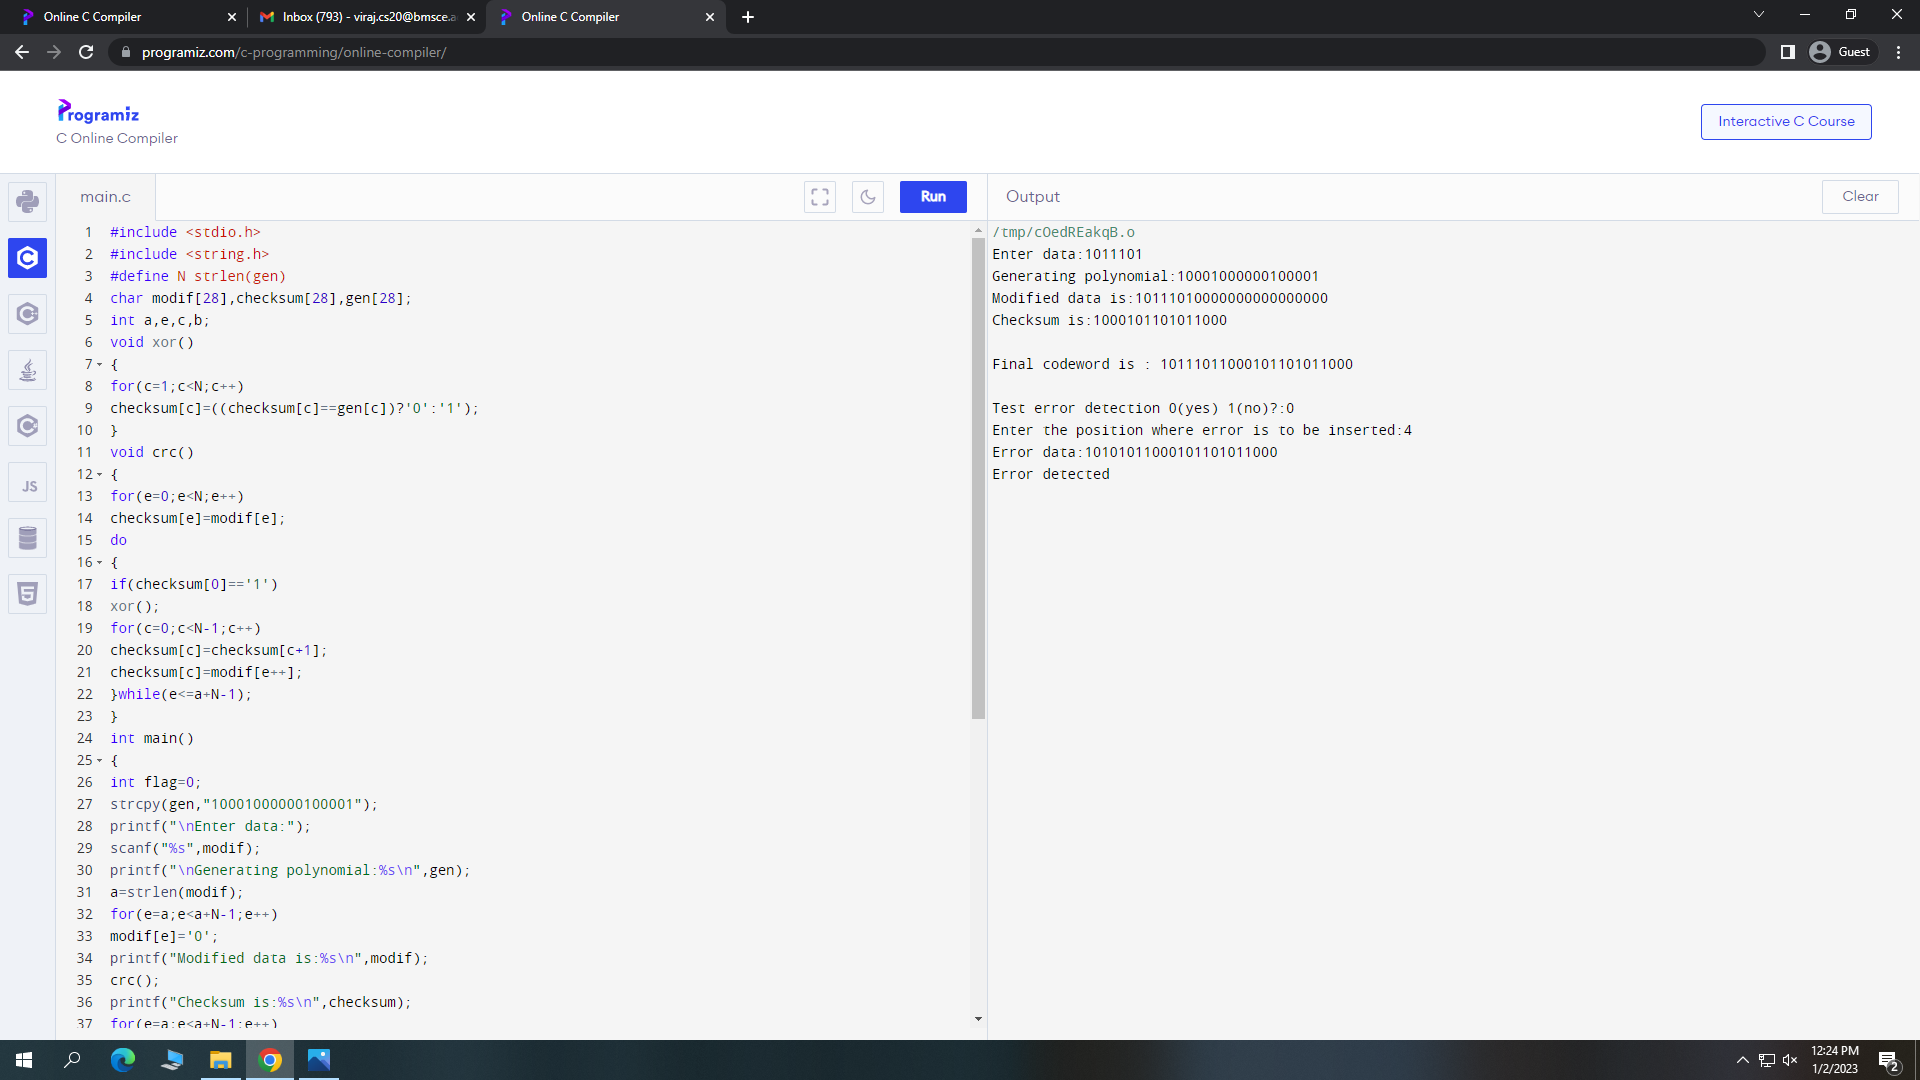 Online C Compiler
Inbox (793) - viraj.cs20@bmsce.a
Online C Compiler
programiz.com/c-programming/online-compiler/
Guest
Programiz
C Online Compiler
Interactive C Course
main.c
Run
Output
Clear
JS
1 #include <stdio.h>
2 #include <string.h>
3 #define N strlen(gen)
4 char modif[28],checksum[28],gen[28];
5 int a,e,c,b;
6 void xor()
7 {
8 for(c=1;c<N;c++)
9 checksum[c]=((checksum[c]==gen[c])?'0':'1');
10 }
11 void crc()
12 {
13 for(e=0;e<N;e++)
14 checksum[e]=modif[e];
15 do
16 {
17 if(checksum[0]=='1')
18 xor();
19 for(c=0;c<N-1;c++)
20 checksum[c]=checksum[c+1];
21 checksum[c]=modif[e++];
22 }while(e<=a+N-1);
23 }
24 int main()
25 {
26 int flag=0;
27 strcpy(gen,"10001000000100001");
28 printf("\nEnter data:");
29 scanf("%s",modif);
30 printf("\nGenerating polynomial:%s\n",gen);
31 a=strlen(modif);
32 for(e=a;e<a+N-1;e++)
33 modif[e]='0';
34 printf("Modified data is:%s\n",modif);
35 crc();
36 printf("Checksum is:%s\n",checksum);
37 for(e=a;e<a+N-1;e++)
/tmp/cOedREakqB.o
Enter data:1011101
Generating polynomial:10001000000100001
Modified data is:10111010000000000000000
Checksum is:1000101101011000
Final codeword is : 10111011000101101011000
Test error detection 0(yes) 1(no)?:0
Enter the position where error is to be inserted:4
Error data:10101011000101101011000
Error detected
12:24 PM
1/2/2023
2